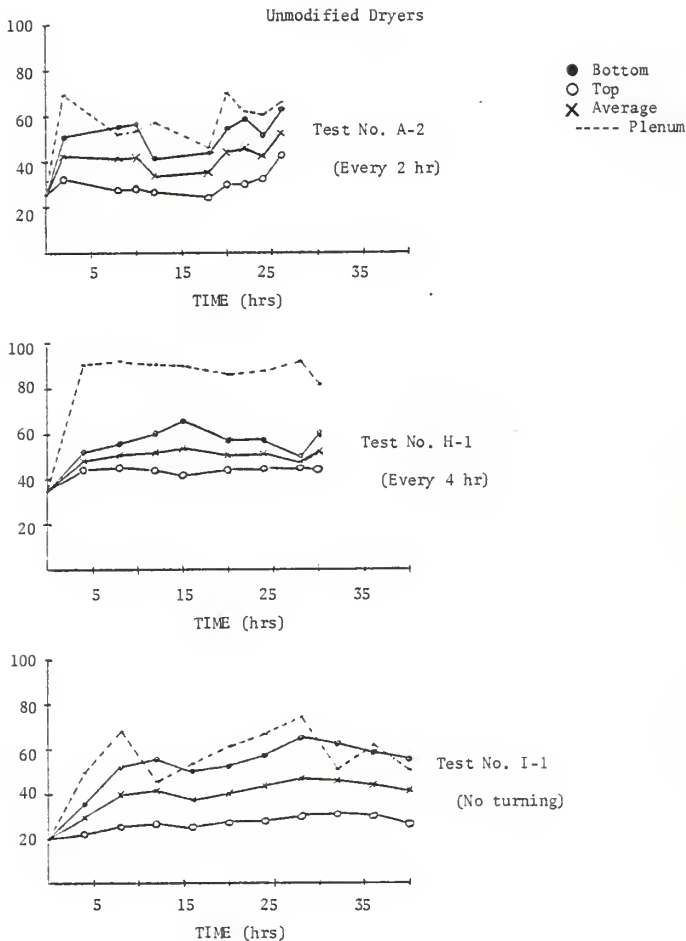 Unmodified Dryers
100
80
60
40
20
5 15 25 35
TIME (hrs)
Test No. A-2
(Every 2 hr)
Bottom
Top
Average
Plenum
100
80
60
40
20
5 15 25 35
TIME (hrs)
Test No. H-1
(Every 4 hr)
100
80
60
40
20
5 15 25 35
TIME (hrs)
Test No. I-1
(No turning)